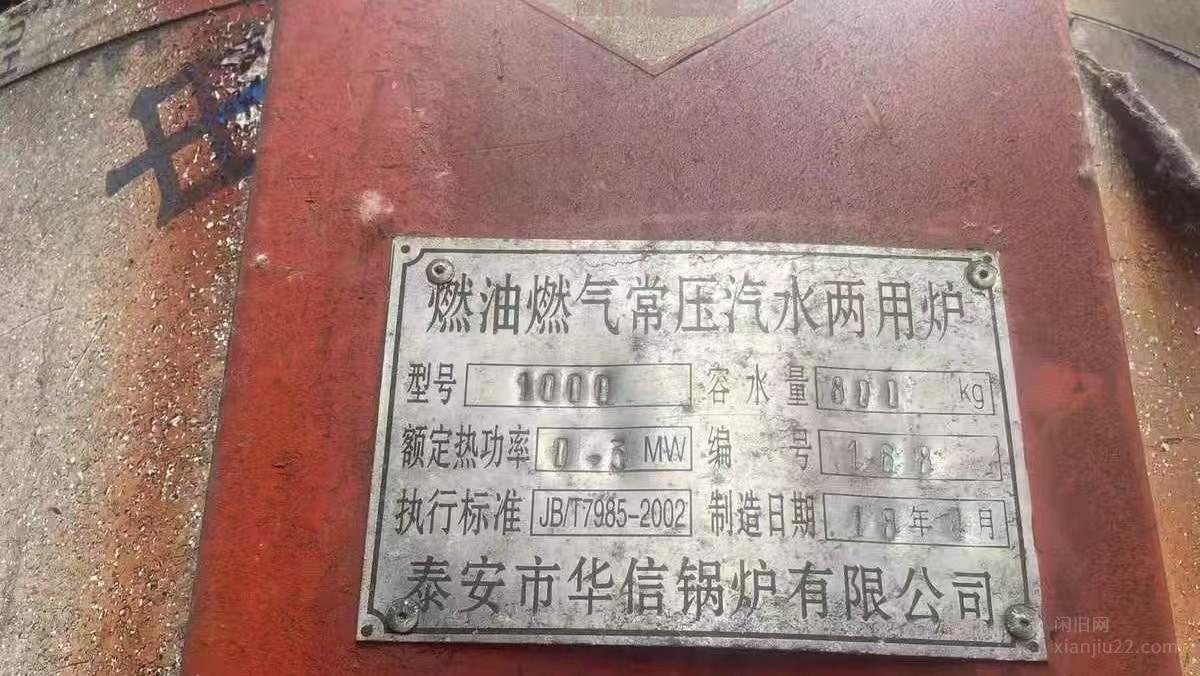 燃油燃气常压汽水两用炉
型号 1000 容水量 800 kg
额定热功率 0.5 MW 编号
执行标准 JB/T7985-2002 制造日期 18年 月
泰安市华信锅炉有限公司
闲旧网
xianjiu22.com